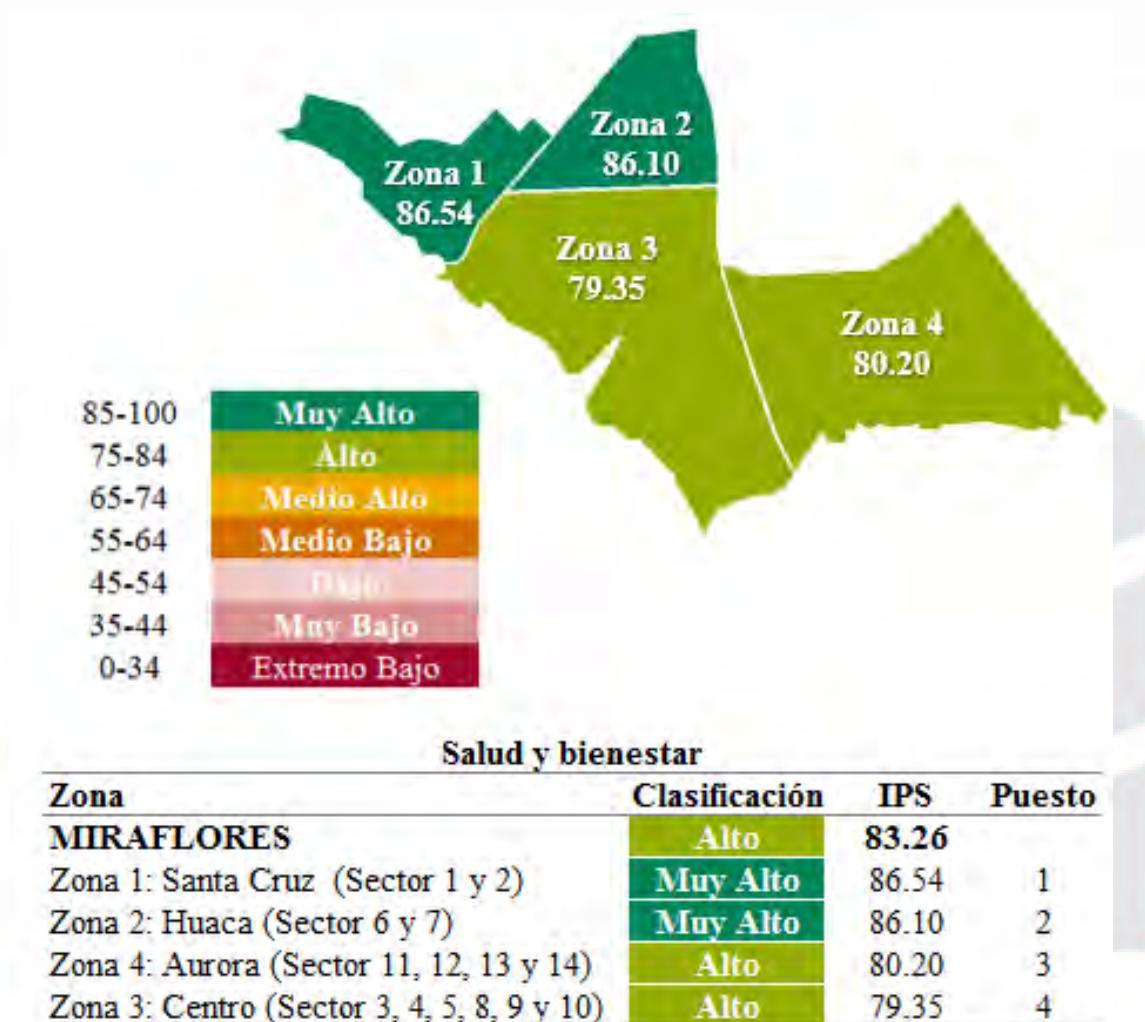 Zona 2
86.10
Zona 1
86.54
Zona 3
79.35
Zona 4
80.20
85-100 Muy Alto
75-84 Alto
65-74 Medio Alto
55-64 Medio Bajo
45-54 Bajo
35-44 Muy Bajo
0-34 Extremo Bajo
Salud y bienestar
Zona Clasificación IPS Puesto
MIRAFLORES Alto 83.26
Zona 1: Santa Cruz (Sector 1 y 2) Muy Alto 86.54 1
Zona 2: Huaca (Sector 6 y 7) Muy Alto 86.10 2
Zona 4: Aurora (Sector 11, 12, 13 y 14) Alto 80.20 3
Zona 3: Centro (Sector 3, 4, 5, 8, 9 y 10) Alto 79.35 4